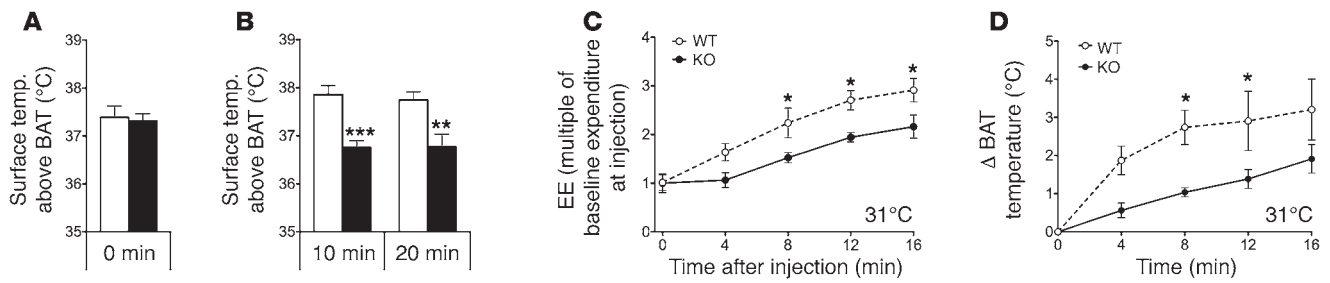 A
Surface temp.
above BAT (°C)
39
38
37
36
35
0 min
B
Surface temp.
above BAT (°C)
39
38
37
36
35
***
**
10 min
20 min
C
EE (multiple of
baseline expenditure
at injection)
4
3
2
1
0
WT
KO
*
*
*
31°C
0
4
8
12
16
Time after injection (min)
D
Δ BAT
temperature (°C)
5
4
3
2
1
0
WT
KO
*
*
31°C
0
4
8
12
16
Time (min)